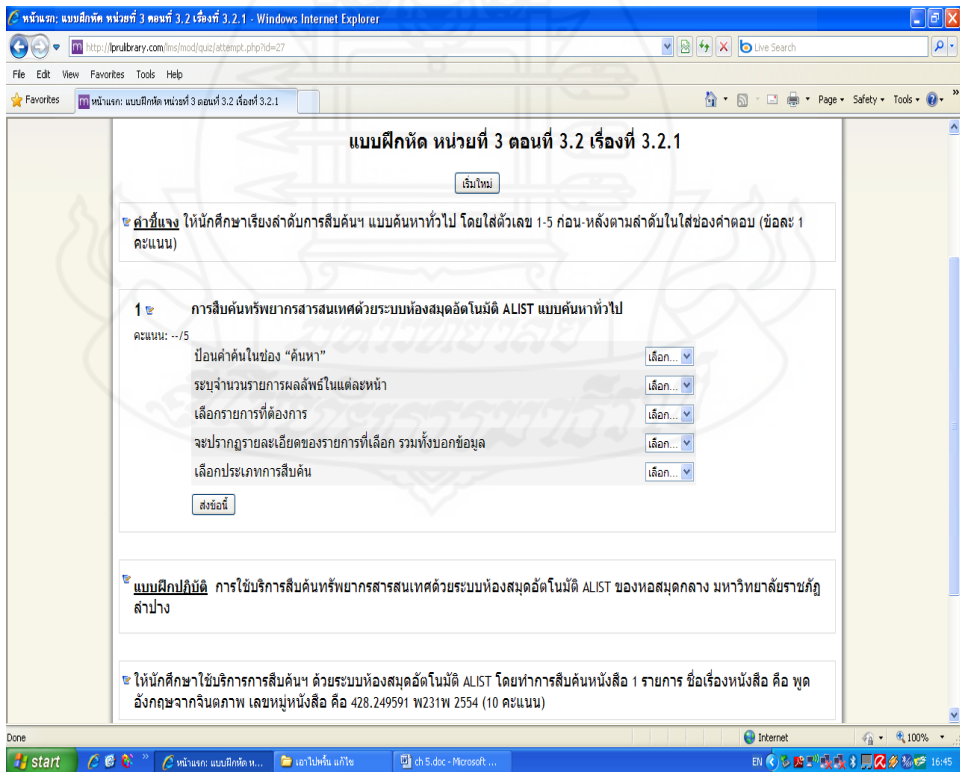 หน้าแรก: แบบฝึกหัด หน่วยที่ 3 ตอนที่ 3.2 เรื่องที่ 3.2.1 - Windows Internet Explorer
http://lprulibrary.com/lms/mod/quiz/attempt.php?id=27
Live Search
File Edit View Favorites Tools Help
Favorites
หน้าแรก: แบบฝึกหัด หน่วยที่ 3 ตอนที่ 3.2 เรื่องที่ 3.2.1
Page Safety Tools
แบบฝึกหัด หน่วยที่ 3 ตอนที่ 3.2 เรื่องที่ 3.2.1
เริ่มใหม่
คำชี้แจง ให้นักศึกษาเรียงลำดับการสืบค้นฯ แบบค้นหาทั่วไป โดยใส่ตัวเลข 1-5 ก่อน-หลังตามลำดับในใส่ช่องคำตอบ (ข้อละ 1
คะแนน)
1 การสืบค้นทรัพยากรสารสนเทศด้วยระบบห้องสมุดอัตโนมัติ ALIST แบบค้นหาทั่วไป
คะแนน: --/5
ป้อนคำค้นในช่อง “ค้นหา” เลือก...
ระบุจำนวนรายการผลลัพธ์ในแต่ละหน้า เลือก...
เลือกรายการที่ต้องการ เลือก...
จะปรากฏรายละเอียดของรายการที่เลือก รวมทั้งบอกข้อมูล เลือก...
เลือกประเภทการสืบค้น เลือก...
ส่งข้อนี้
แบบฝึกปฏิบัติ การใช้บริการสืบค้นทรัพยากรสารสนเทศด้วยระบบห้องสมุดอัตโนมัติ ALIST ของหอสมุดกลาง มหาวิทยาลัยราชภัฏ
ลำปาง
ให้นักศึกษาใช้บริการการสืบค้นฯ ด้วยระบบห้องสมุดอัตโนมัติ ALIST โดยทำการสืบค้นหนังสือ 1 รายการ ชื่อเรื่องหนังสือ คือ พูด
อังกฤษจากจินตภาพ เลขหมู่หนังสือ คือ 428.249591 พ231พ 2554 (10 คะแนน)
Done Internet 100%
start หน้าแรก: แบบฝึกหัด ห... เอาไปพริ้น แก้ไข ch 5.doc - Microsoft ... EN 16:45